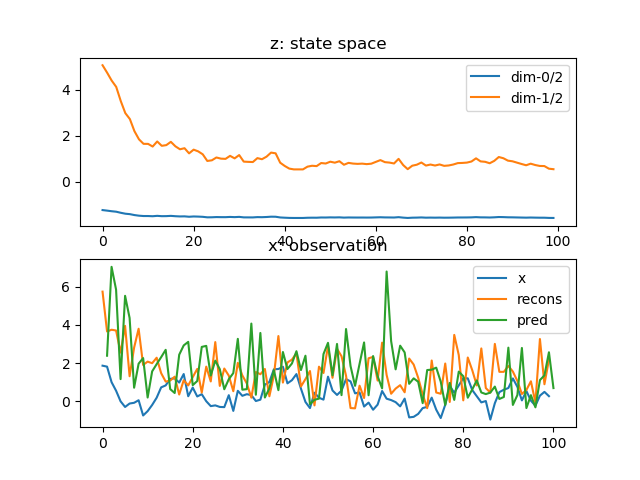 z: state space
dim-0/2
dim-1/2
4
2
0
0 20 40 60 80 100
x: observation
x
recons
pred
6
4
2
0
0 20 40 60 80 100